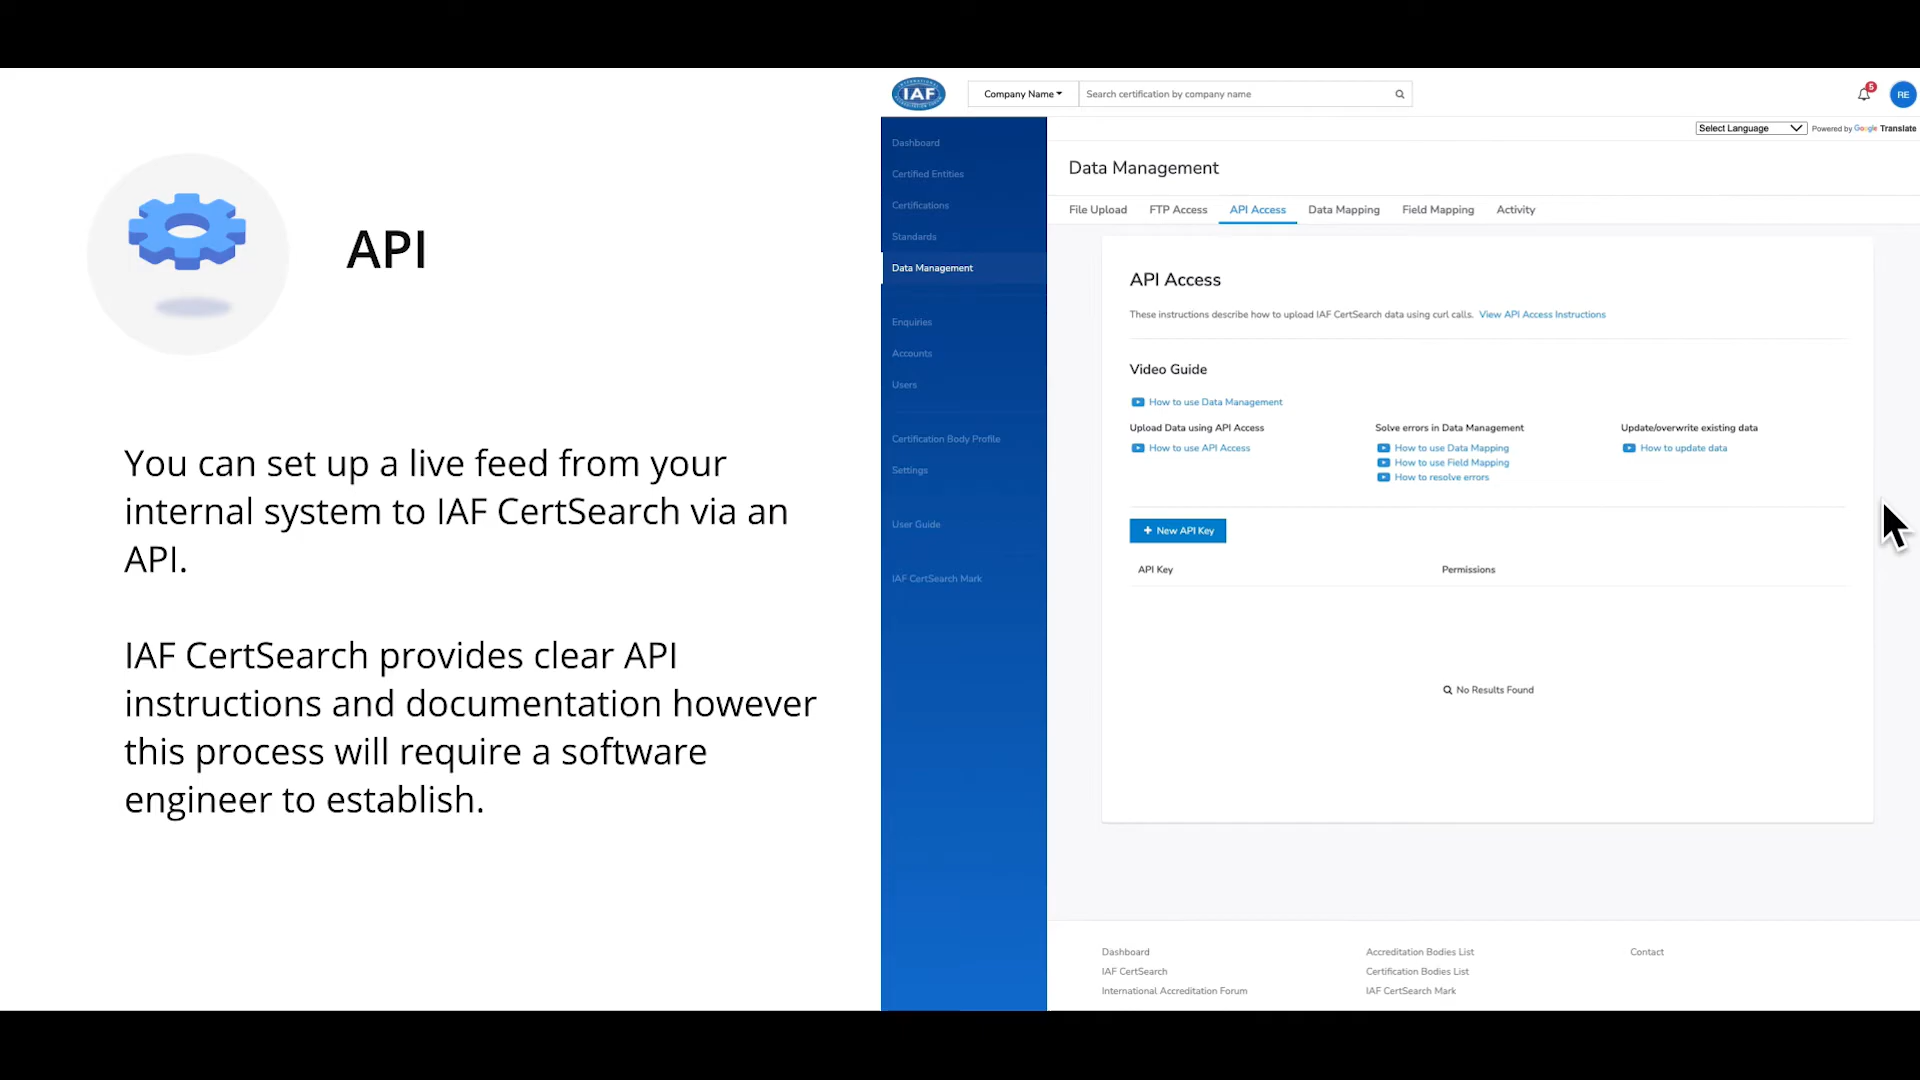 API
You can set up a live feed from your
internal system to IAF CertSearch via an
API.
IAF CertSearch provides clear API
instructions and documentation however
this process will require a software
engineer to establish.
IAF
Company Name
Search certification by company name
5
RE
Select Language
Powered by Google Translate
Dashboard
Certified Entities
Certifications
Standards
Data Management
Enquiries
Accounts
Users
Certification Body Profile
Settings
User Guide
IAF CertSearch Mark
Data Management
File Upload
FTP Access
API Access
Data Mapping
Field Mapping
Activity
API Access
These instructions describe how to upload IAF CertSearch data using curl calls. View API Access Instructions
Video Guide
How to use Data Management
Upload Data using API Access
How to use API Access
Solve errors in Data Management
How to use Data Mapping
How to use Field Mapping
How to resolve errors
Update/overwrite existing data
How to update data
+ New API Key
API Key
Permissions
No Results Found
Dashboard
IAF CertSearch
International Accreditation Forum
Accreditation Bodies List
Certification Bodies List
IAF CertSearch Mark
Contact